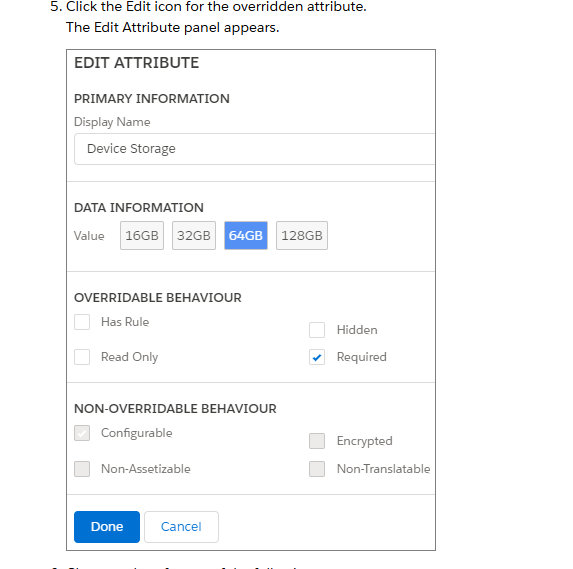 5. Click the Edit icon for the overridden attribute.
The Edit Attribute panel appears.
EDIT ATTRIBUTE
PRIMARY INFORMATION
Display Name
Device Storage
DATA INFORMATION
Value 16GB 32GB 64GB 128GB
OVERRIDABLE BEHAVIOUR
Has Rule
Hidden
Read Only
Required
NON-OVERRIDABLE BEHAVIOUR
Configurable
Encrypted
Non-Assetizable
Non-Translatable
Done Cancel